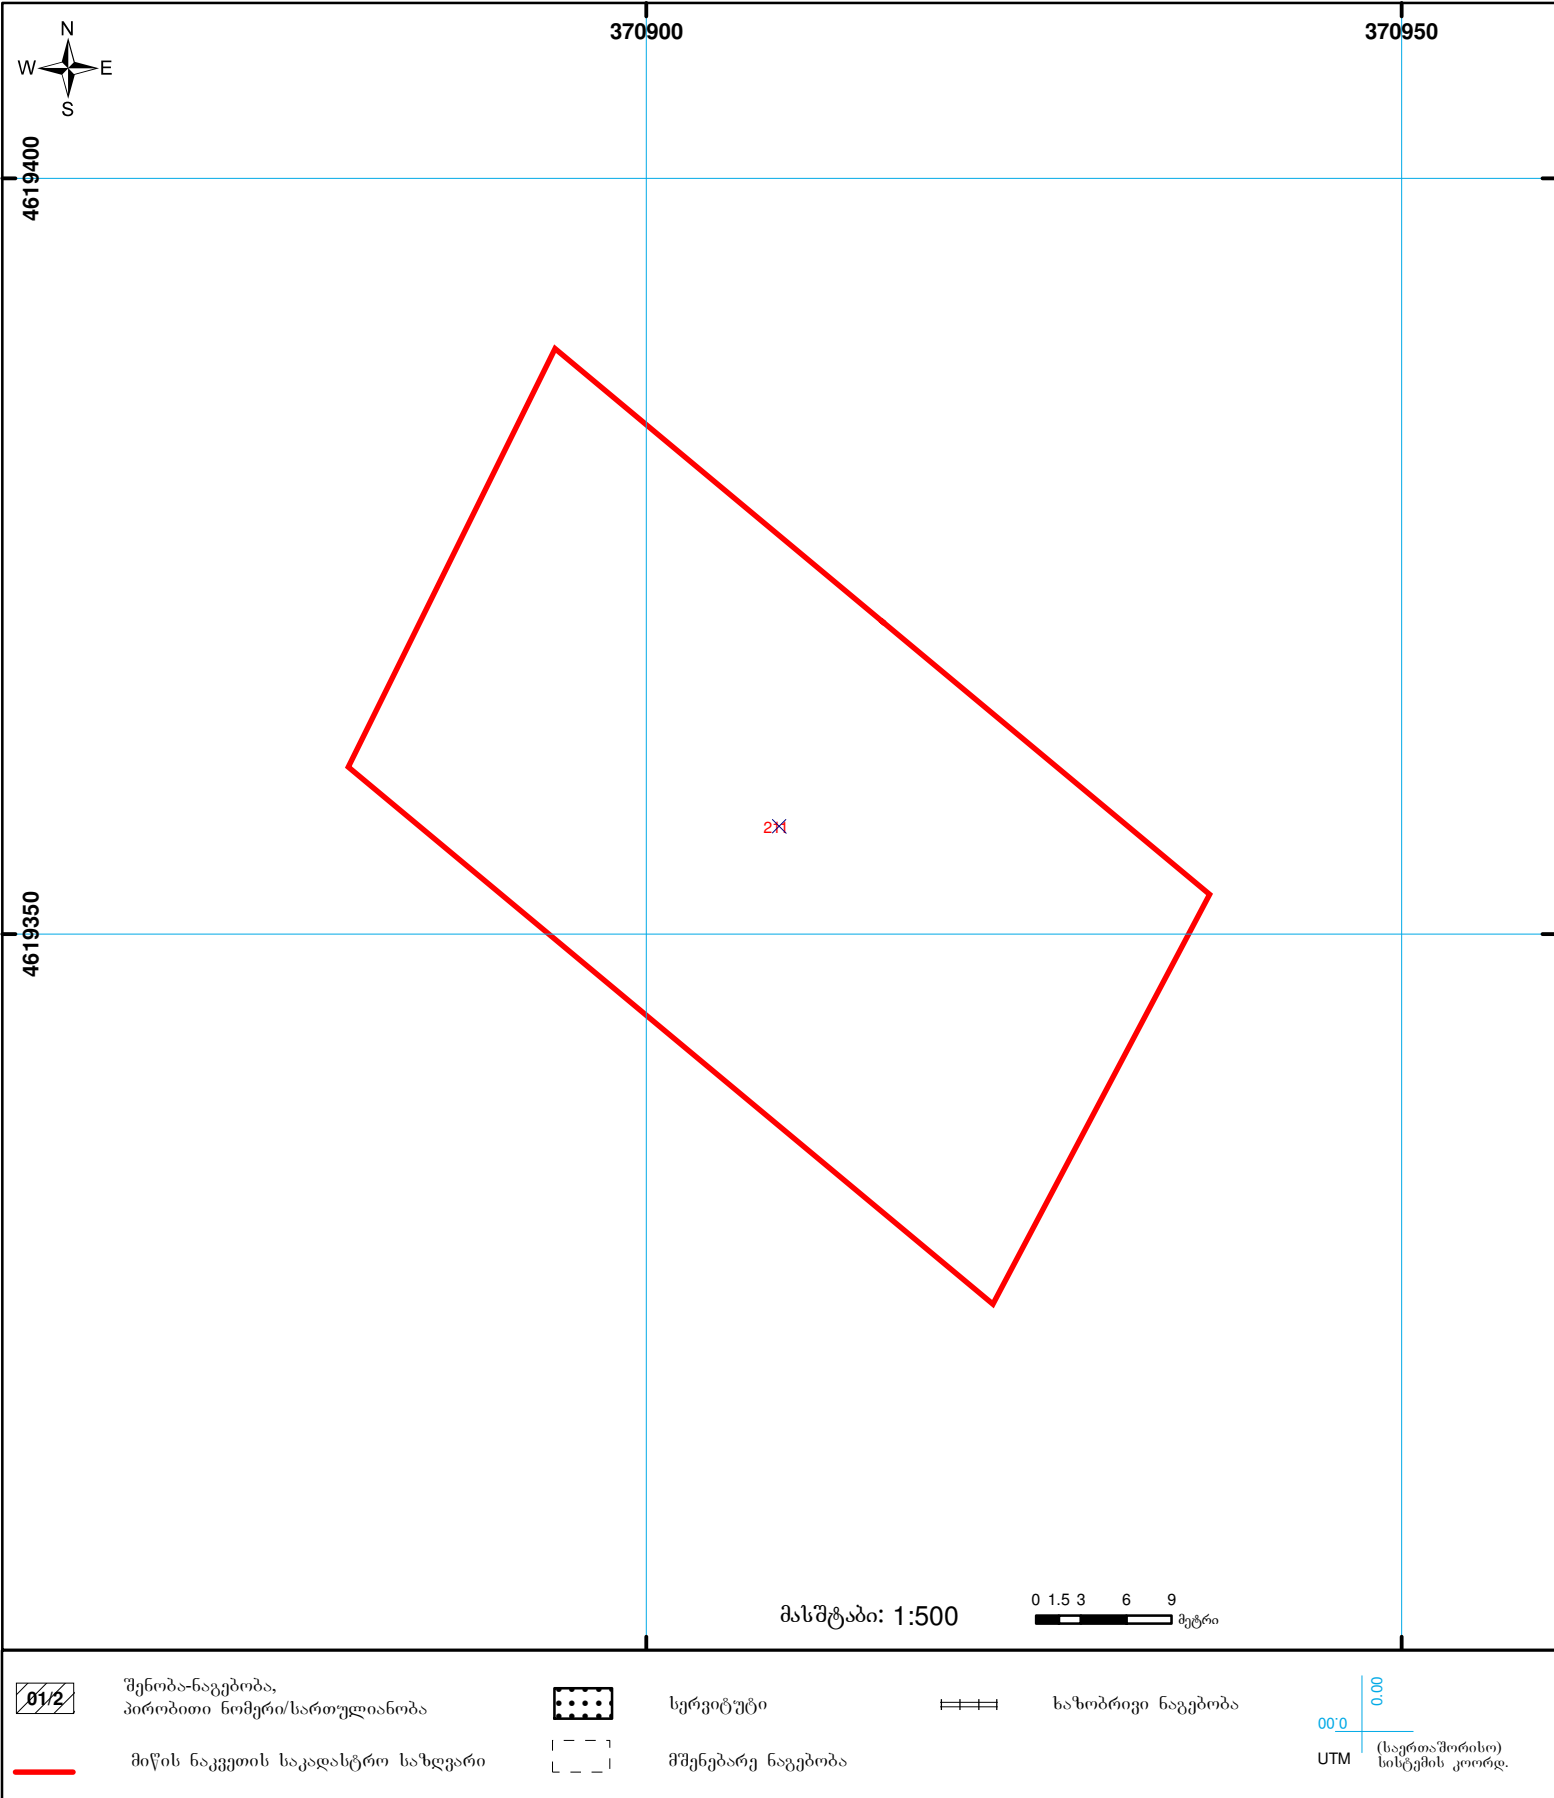 370900
370950
N
W
E
S
4619400
211
4619350
მასშტაბი: 1:500
0 1.5 3 6 9
მეტრი
01/2
შენობა-ნაგებობა,
პირობითი ნომერი/სართულიანობა
სერვიტუტი
ხაზობრივი ნაგებობა
0.00
00.0
UTM
(საერთაშორისო)
სისტემის კოორდ.
მიწის ნაკვეთის საკადასტრო საზღვარი
მშენებარე ნაგებობა